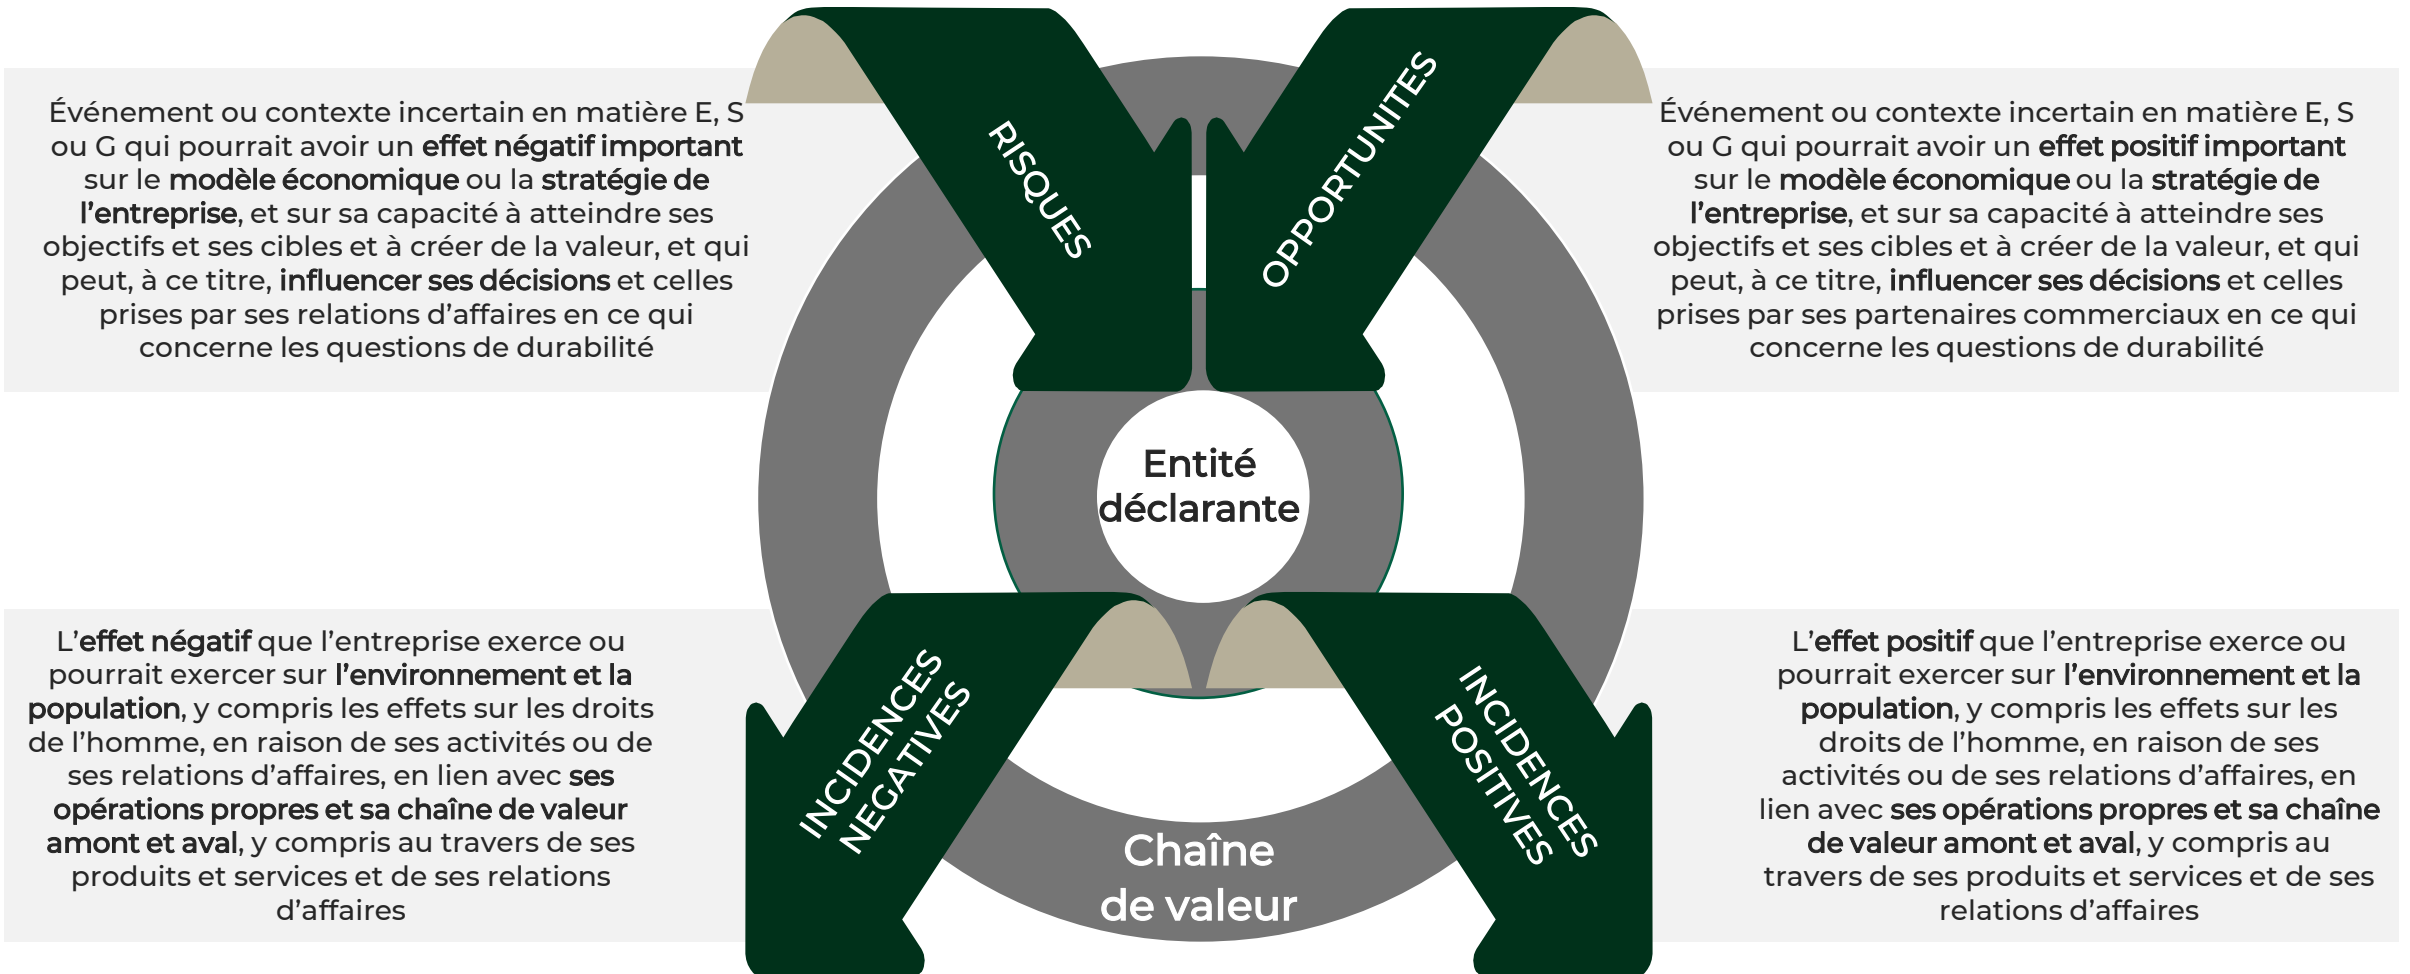 Événement ou contexte incertain en matière E, S
ou G qui pourrait avoir un effet négatif important
sur le modèle économique ou la stratégie de
l’entreprise, et sur sa capacité à atteindre ses
objectifs et ses cibles et à créer de la valeur, et qui
peut, à ce titre, influencer ses décisions et celles
prises par ses relations d’affaires en ce qui
concerne les questions de durabilité
RISQUES
OPPORTUNITES
Événement ou contexte incertain en matière E, S
ou G qui pourrait avoir un effet positif important
sur le modèle économique ou la stratégie de
l’entreprise, et sur sa capacité à atteindre ses
objectifs et ses cibles et à créer de la valeur, et qui
peut, à ce titre, influencer ses décisions et celles
prises par ses partenaires commerciaux en ce qui
concerne les questions de durabilité
Entité
déclarante
L’effet négatif que l’entreprise exerce ou
pourrait exercer sur l’environnement et la
population, y compris les effets sur les droits
de l’homme, en raison de ses activités ou de
ses relations d’affaires, en lien avec ses
opérations propres et sa chaîne de valeur
amont et aval, y compris au travers de ses
produits et services et de ses relations
d’affaires
INCIDENCES
NEGATIVES
Chaîne
de valeur
INCIDENCES
POSITIVES
L’effet positif que l’entreprise exerce ou
pourrait exercer sur l’environnement et la
population, y compris les effets sur les
droits de l’homme, en raison de ses
activités ou de ses relations d’affaires, en
lien avec ses opérations propres et sa chaîne
de valeur amont et aval, y compris au
travers de ses produits et services et de ses
relations d’affaires